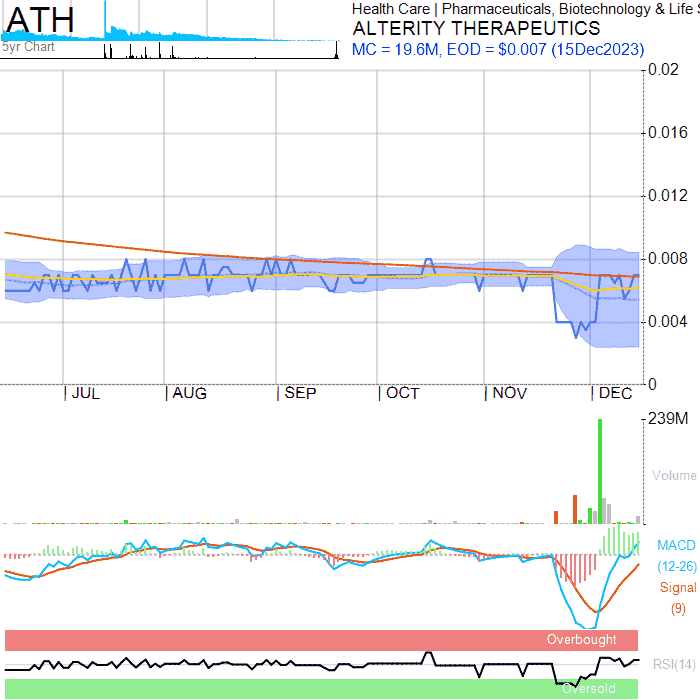 ATH
5yr Chart
Health Care | Pharmaceuticals, Biotechnology & Life S
ALTERITY THERAPEUTICS
MC = 19.6M, EOD = $0.007 (15Dec2023)
0.02
0.016
0.012
0.008
0.004
0
JUL AUG SEP OCT NOV DEC
239M
Volume
MACD
(12-26)
Signal
(9)
Overbought
RSI(14)
Oversold